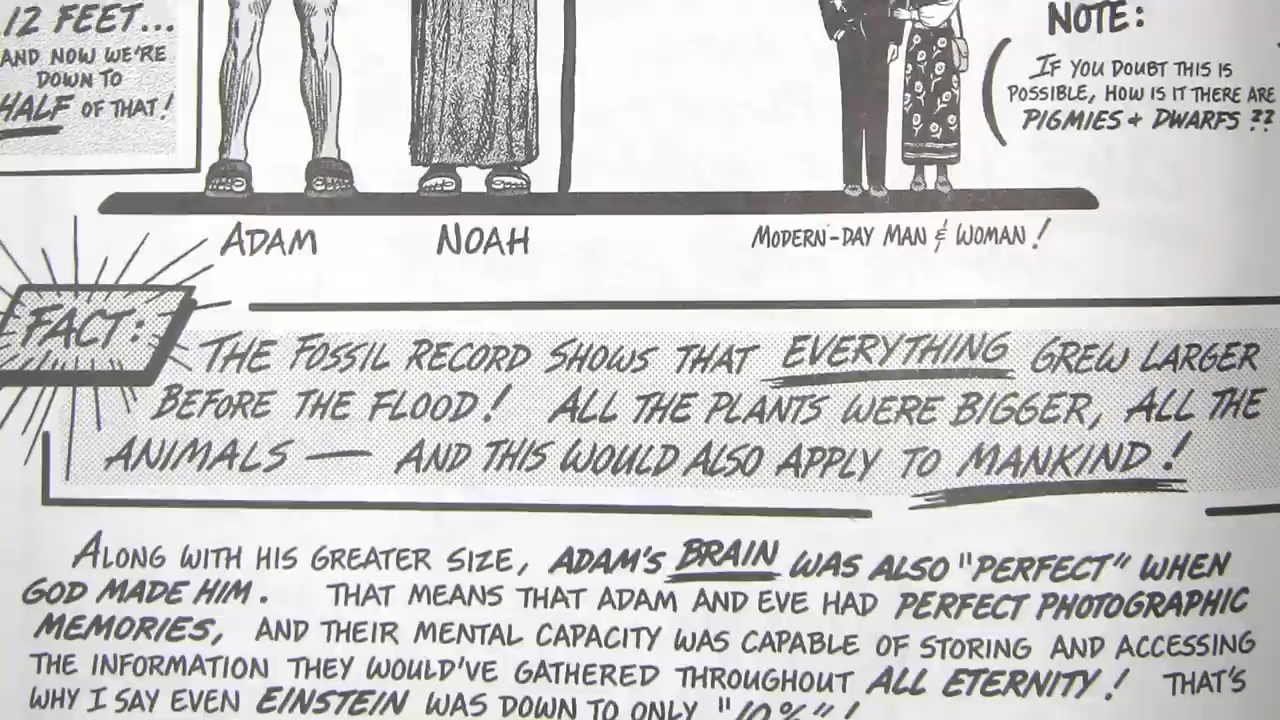 12 FEET...
AND NOW WE'RE
DOWN TO
HALF OF THAT!
NOTE:
IF YOU DOUBT THIS IS
POSSIBLE, HOW IS IT THERE ARE
PIGMIES & DWARFS ??
ADAM
NOAH
MODERN-DAY MAN & WOMAN!
FACT:
THE FOSSIL RECORD SHOWS THAT EVERYTHING GREW LARGER
BEFORE THE FLOOD! ALL THE PLANTS WERE BIGGER, ALL THE
ANIMALS — AND THIS WOULD ALSO APPLY TO MANKIND!
ALONG WITH HIS GREATER SIZE, ADAM'S BRAIN WAS ALSO "PERFECT" WHEN
GOD MADE HIM. THAT MEANS THAT ADAM AND EVE HAD PERFECT PHOTOGRAPHIC
MEMORIES, AND THEIR MENTAL CAPACITY WAS CAPABLE OF STORING AND ACCESSING
THE INFORMATION THEY WOULD'VE GATHERED THROUGHOUT ALL ETERNITY! THAT'S
WHY I SAY EVEN EINSTEIN WAS DOWN TO ONLY "10%"!